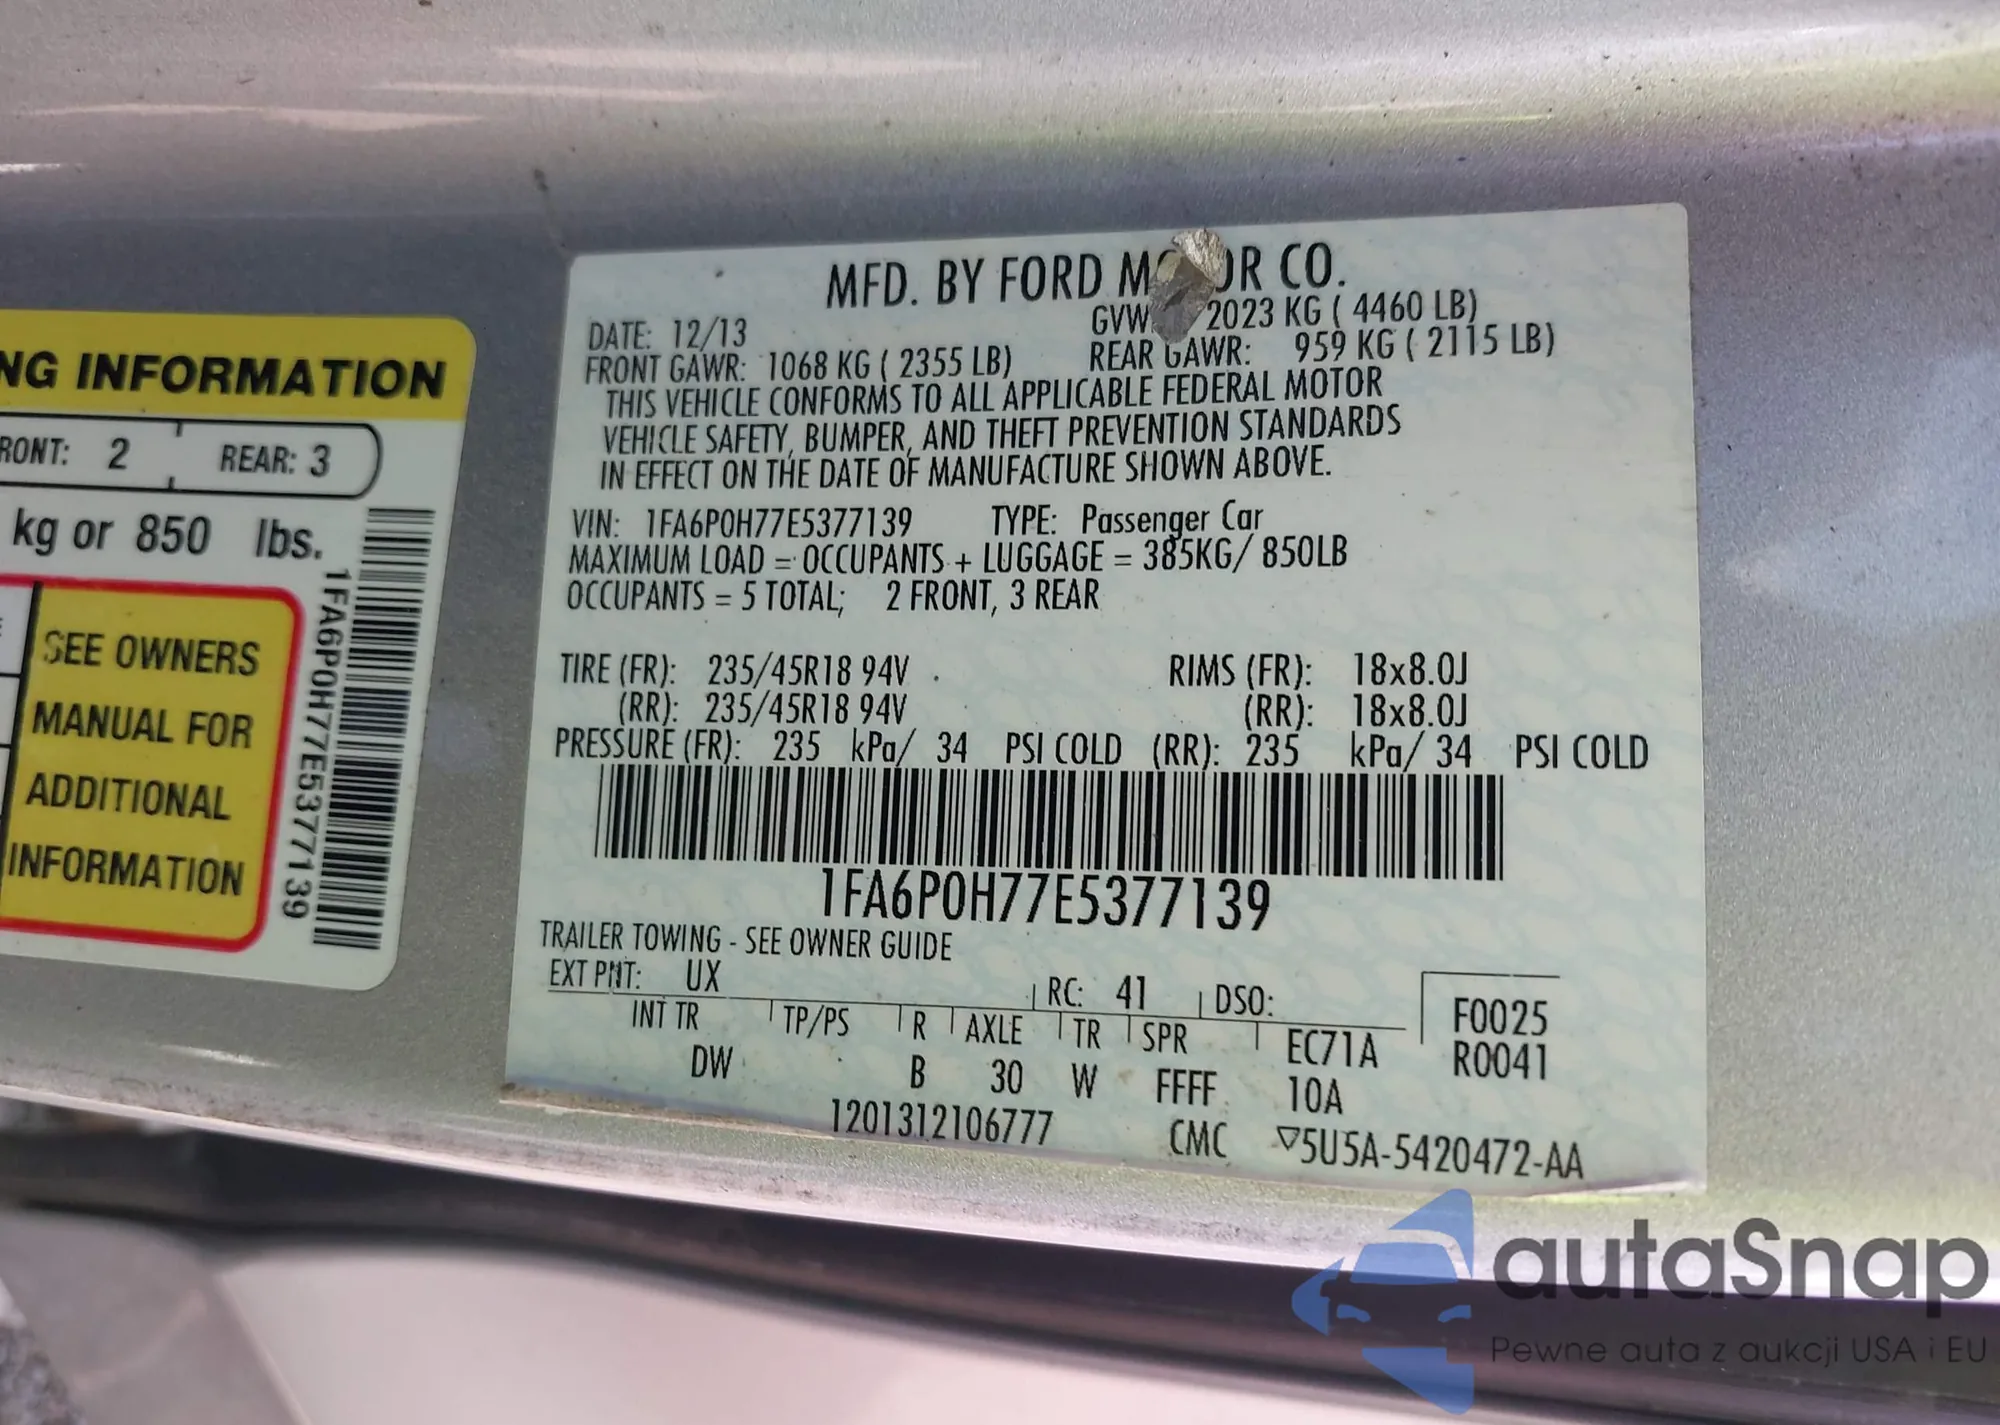 NG INFORMATION
RONT: 2 REAR: 3
kg or 850 lbs.
SEE OWNERS
MANUAL FOR
ADDITIONAL
INFORMATION
1FA6P0H77E5377139
MFD. BY FORD MOTOR CO.
DATE: 12/13 GVW 2023 KG ( 4460 LB)
FRONT GAWR: 1068 KG ( 2355 LB) REAR GAWR: 959 KG ( 2115 LB)
THIS VEHICLE CONFORMS TO ALL APPLICABLE FEDERAL MOTOR
VEHICLE SAFETY, BUMPER, AND THEFT PREVENTION STANDARDS
IN EFFECT ON THE DATE OF MANUFACTURE SHOWN ABOVE.
VIN: 1FA6P0H77E5377139 TYPE: Passenger Car
MAXIMUM LOAD = OCCUPANTS + LUGGAGE = 385KG/ 850LB
OCCUPANTS = 5 TOTAL; 2 FRONT, 3 REAR
TIRE (FR): 235/45R18 94V RIMS (FR): 18x8.0J
(RR): 235/45R18 94V (RR): 18x8.0J
PRESSURE (FR): 235 kPa/ 34 PSI COLD (RR): 235 kPa/ 34 PSI COLD
1FA6P0H77E5377139
TRAILER TOWING - SEE OWNER GUIDE
EXT PNT: UX RC: 41 DSO: F0025
INT TR TP/PS R AXLE TR SPR EC71A R0041
DW B 30 W FFFF 10A
1201312106777 CMC ▽5U5A-5420472-AA
autaSnap
Pewne auta z aukcji USA i EU